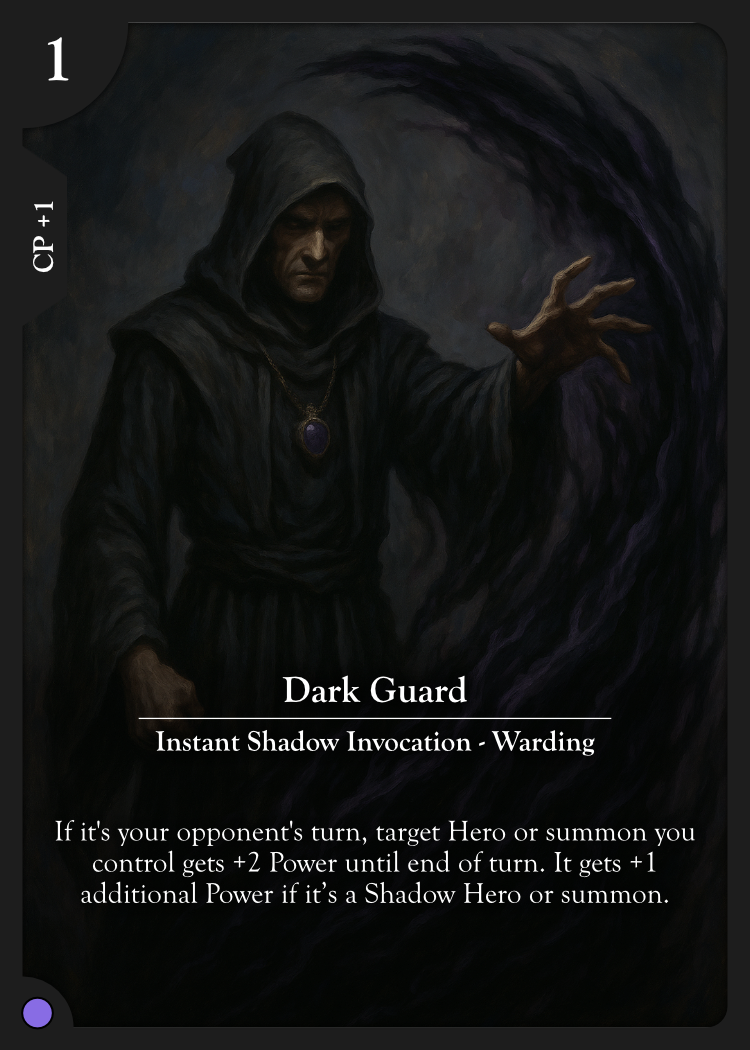 1
CP +1
Dark Guard
Instant Shadow Invocation - Warding
If it's your opponent's turn, target Hero or summon you
control gets +2 Power until end of turn. It gets +1
additional Power if it’s a Shadow Hero or summon.